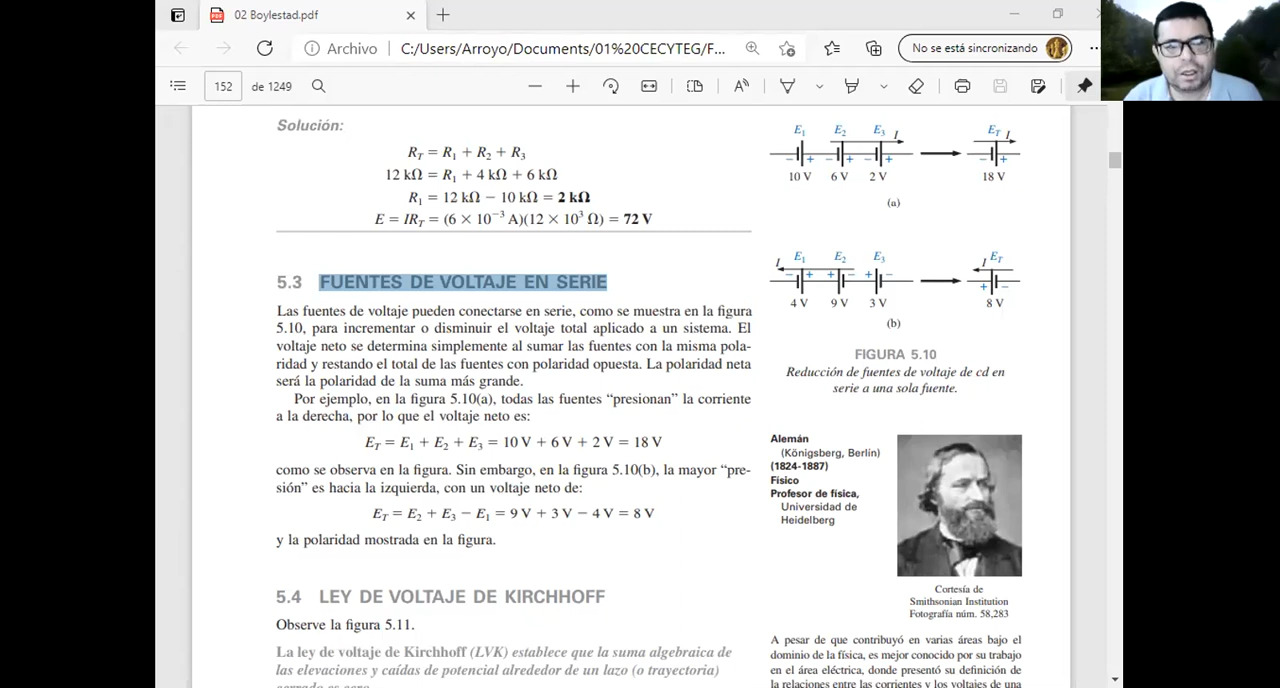 02 Boylestad.pdf
Archivo
C:/Users/Arroyo/Documents/01%20CECYTEG/F...
No se está sincronizando
152
de 1249
Solución:
R_T = R_1 + R_2 + R_3
12 kΩ = R_1 + 4 kΩ + 6 kΩ
R_1 = 12 kΩ − 10 kΩ = 2 kΩ
E = IR_T = (6 × 10⁻³ A)(12 × 10³ Ω) = 72 V
5.3 FUENTES DE VOLTAJE EN SERIE
Las fuentes de voltaje pueden conectarse en serie, como se muestra en la figura
5.10, para incrementar o disminuir el voltaje total aplicado a un sistema. El
voltaje neto se determina simplemente al sumar las fuentes con la misma pola-
ridad y restando el total de las fuentes con polaridad opuesta. La polaridad neta
será la polaridad de la suma más grande.
Por ejemplo, en la figura 5.10(a), todas las fuentes “presionan” la corriente
a la derecha, por lo que el voltaje neto es:
E_T = E_1 + E_2 + E_3 = 10 V + 6 V + 2 V = 18 V
como se observa en la figura. Sin embargo, en la figura 5.10(b), la mayor “pre-
sión” es hacia la izquierda, con un voltaje neto de:
E_T = E_2 + E_3 − E_1 = 9 V + 3 V − 4 V = 8 V
y la polaridad mostrada en la figura.
5.4 LEY DE VOLTAJE DE KIRCHHOFF
Observe la figura 5.11.
La ley de voltaje de Kirchhoff (LVK) establece que la suma algebraica de
las elevaciones y caídas de potencial alrededor de un lazo (o trayectoria)
cerrado es cero.
E_1 E_2 E_3 I E_T I
− + − + − + − +
10 V 6 V 2 V 18 V
(a)
I E_1 E_2 E_3 I E_T
− + + − + − + −
4 V 9 V 3 V 8 V
(b)
FIGURA 5.10
Reducción de fuentes de voltaje de cd en
serie a una sola fuente.
Alemán
(Königsberg, Berlín)
(1824-1887)
Físico
Profesor de física,
Universidad de
Heidelberg
Cortesía de
Smithsonian Institution
Fotografía núm. 58,283
A pesar de que contribuyó en varias áreas bajo el
dominio de la física, es mejor conocido por su trabajo
en el área eléctrica, donde presentó su definición de
la relaciones entre las corrientes y los voltajes de una